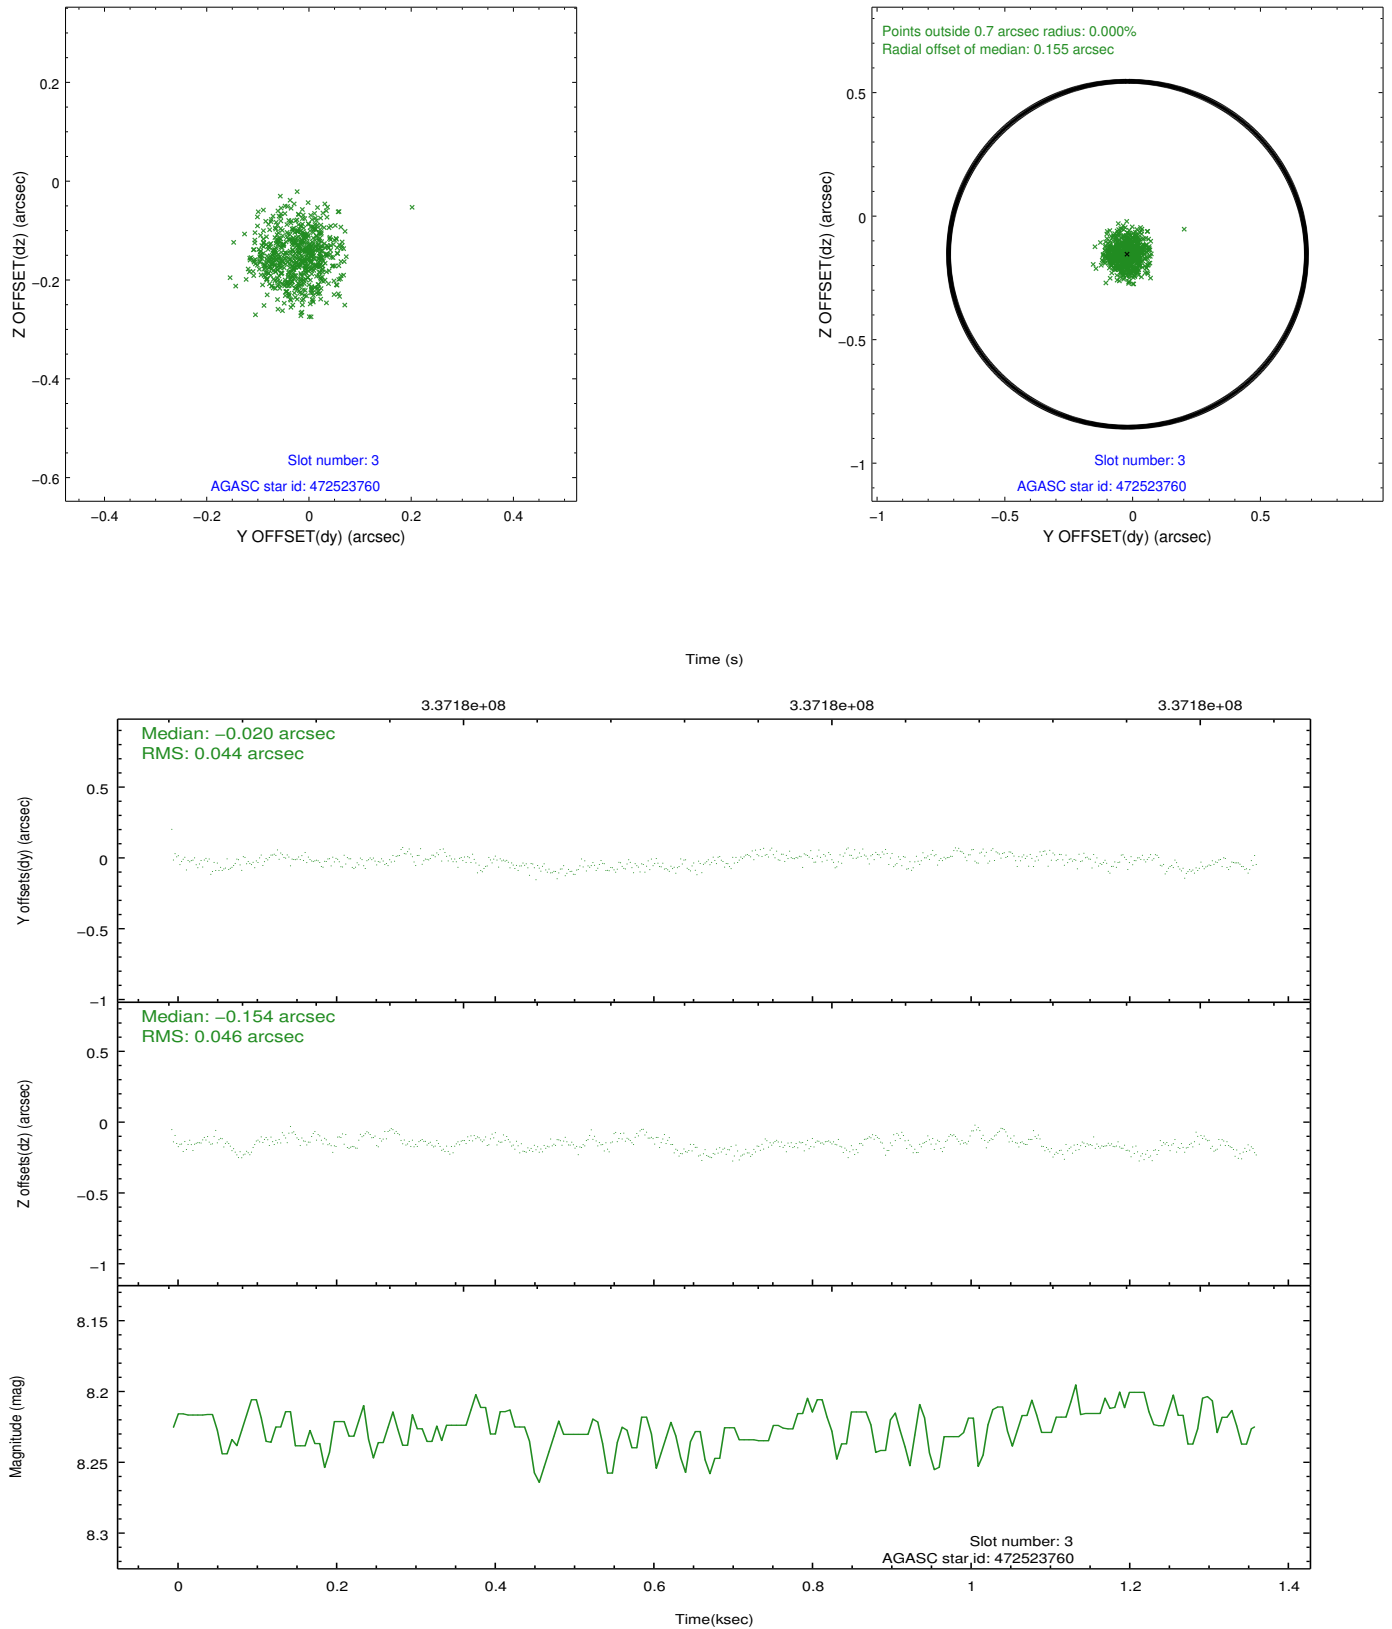 0.2
0
−0.2
−0.4
−0.6
Z OFFSET(dz) (arcsec)
−0.4
−0.2
0
0.2
0.4
Y OFFSET(dy) (arcsec)
Slot number: 3
AGASC star id: 472523760
Points outside 0.7 arcsec radius: 0.000%
Radial offset of median: 0.155 arcsec
0.5
0
−0.5
−1
Z OFFSET(dz) (arcsec)
−1
−0.5
0
0.5
Y OFFSET(dy) (arcsec)
Slot number: 3
AGASC star id: 472523760
Time (s)
3.3718e+08
3.3718e+08
3.3718e+08
Median: −0.020 arcsec
RMS: 0.044 arcsec
0.5
0
−0.5
−1
Y offsets(dy) (arcsec)
Median: −0.154 arcsec
RMS: 0.046 arcsec
0.5
0
−0.5
−1
Z offsets(dz) (arcsec)
8.15
8.2
8.25
8.3
Magnitude (mag)
Slot number: 3
AGASC star id: 472523760
0
0.2
0.4
0.6
0.8
1
1.2
1.4
Time(ksec)